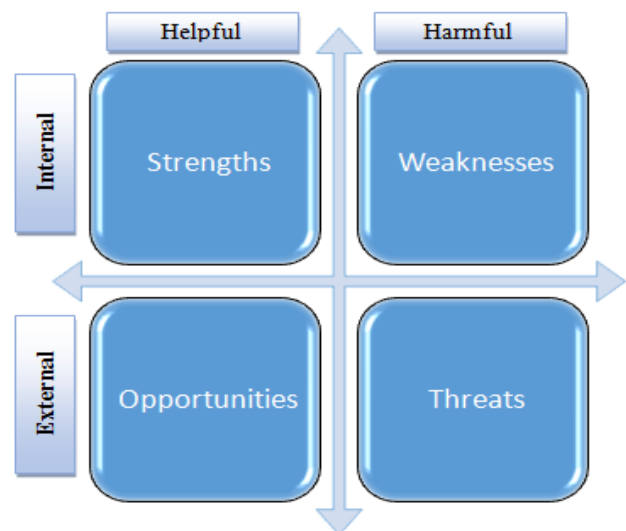 Helpful
Harmful
Internal
Strengths
Weaknesses
External
Opportunities
Threats